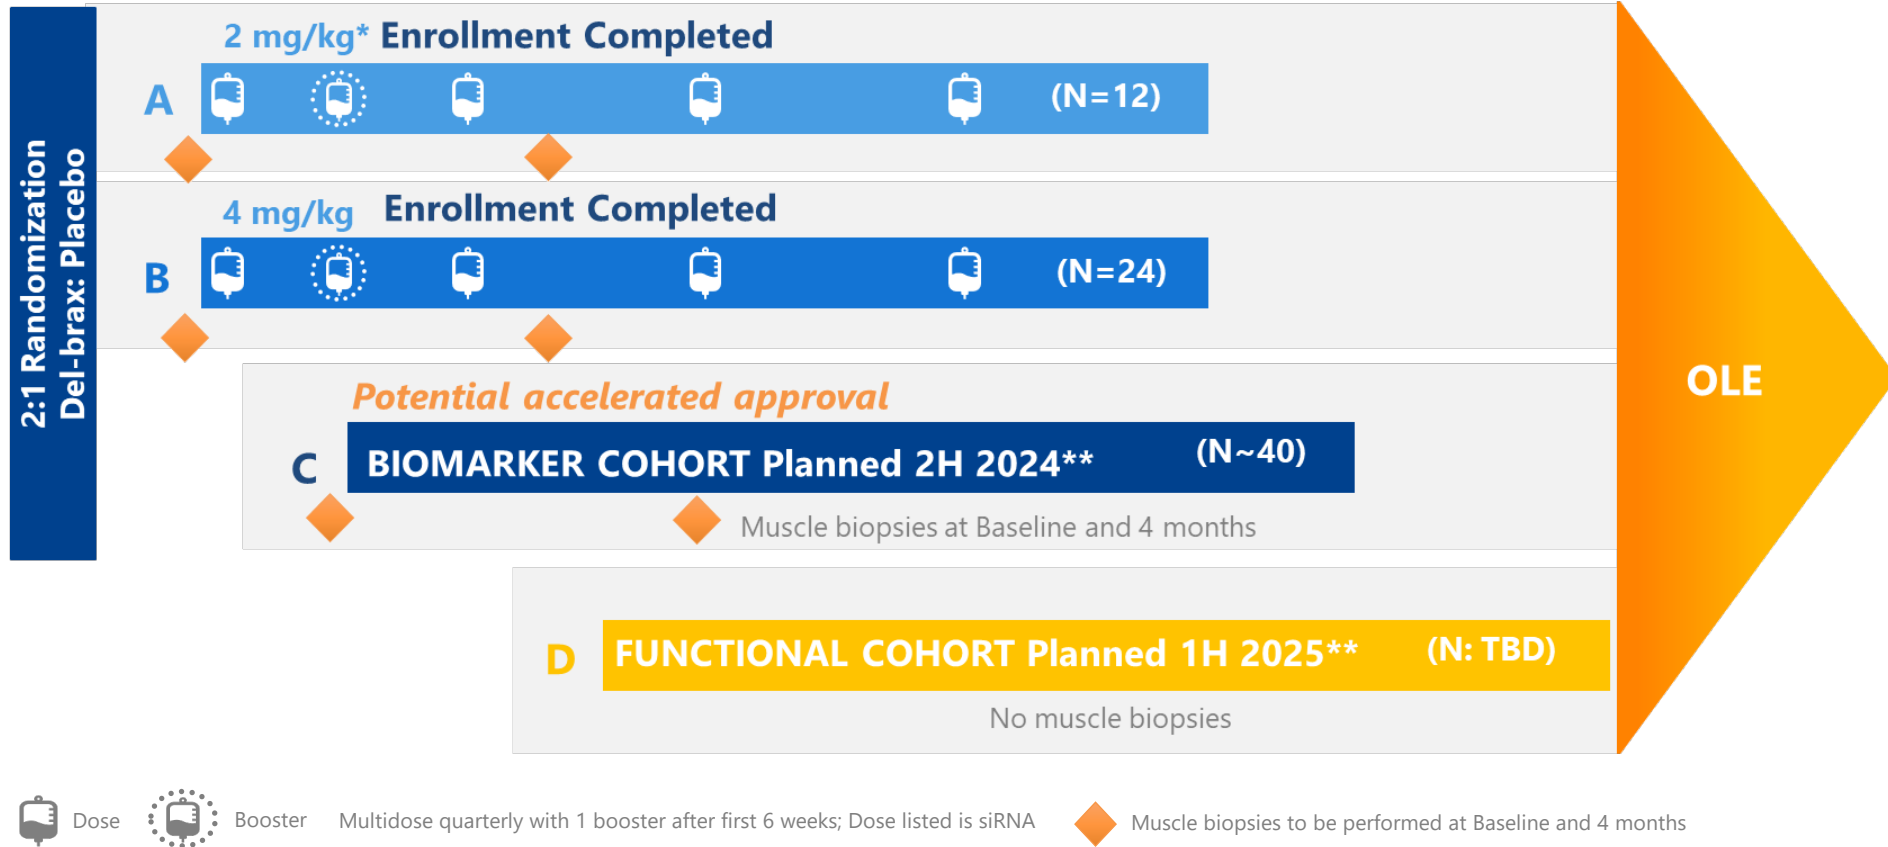 2:1 Randomization
Del-brax: Placebo
2 mg/kg* Enrollment Completed
A
(N=12)
4 mg/kg Enrollment Completed
B
(N=24)
Potential accelerated approval
C
BIOMARKER COHORT Planned 2H 2024** (N~40)
Muscle biopsies at Baseline and 4 months
D
FUNCTIONAL COHORT Planned 1H 2025** (N: TBD)
No muscle biopsies
OLE
Dose
Booster
Multidose quarterly with 1 booster after first 6 weeks; Dose listed is siRNA
Muscle biopsies to be performed at Baseline and 4 months